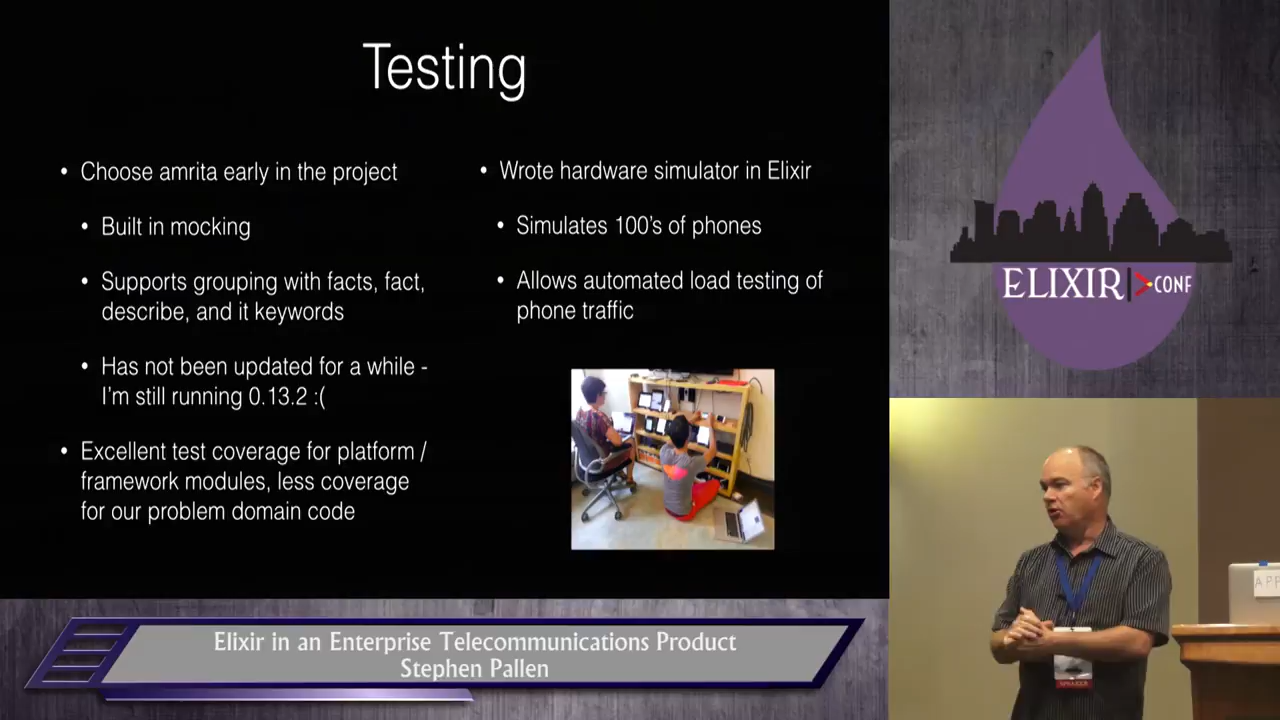 Testing
• Choose amrita early in the project
• Built in mocking
• Supports grouping with facts, fact,
describe, and it keywords
• Has not been updated for a while -
I'm still running 0.13.2 :(
• Excellent test coverage for platform /
framework modules, less coverage
for our problem domain code
• Wrote hardware simulator in Elixir
• Simulates 100's of phones
• Allows automated load testing of
phone traffic
ELIXIR CONF
SPEAKER
Elixir in an Enterprise Telecommunications Product
Stephen Pallen